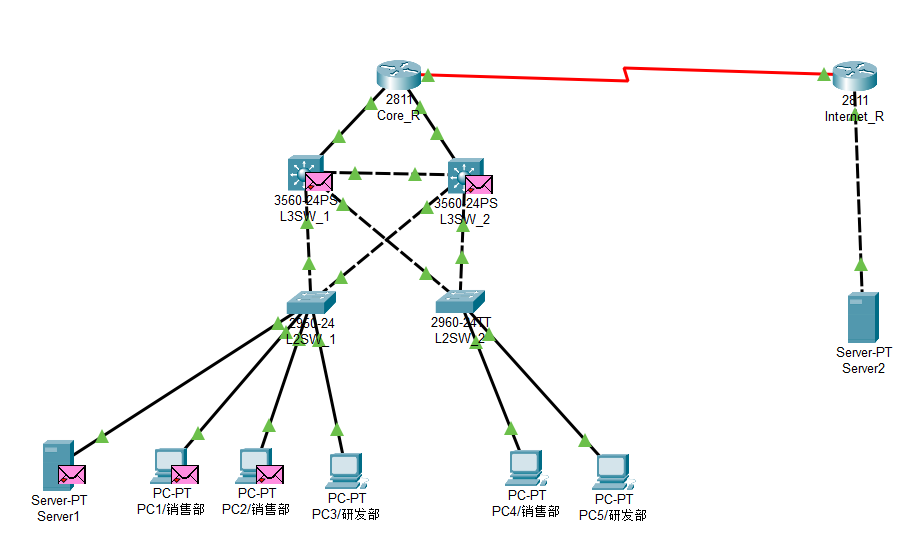 2811
Core_R
2811
Internet_R
3560-24PS
L3SW_1
3560-24PS
L3SW_2
2950-24
L2SW_1
2960-24TT
L2SW_2
Server-PT
Server2
Server-PT
Server1
PC-PT
PC1/销售部
PC-PT
PC2/销售部
PC-PT
PC3/研发部
PC-PT
PC4/销售部
PC-PT
PC5/研发部